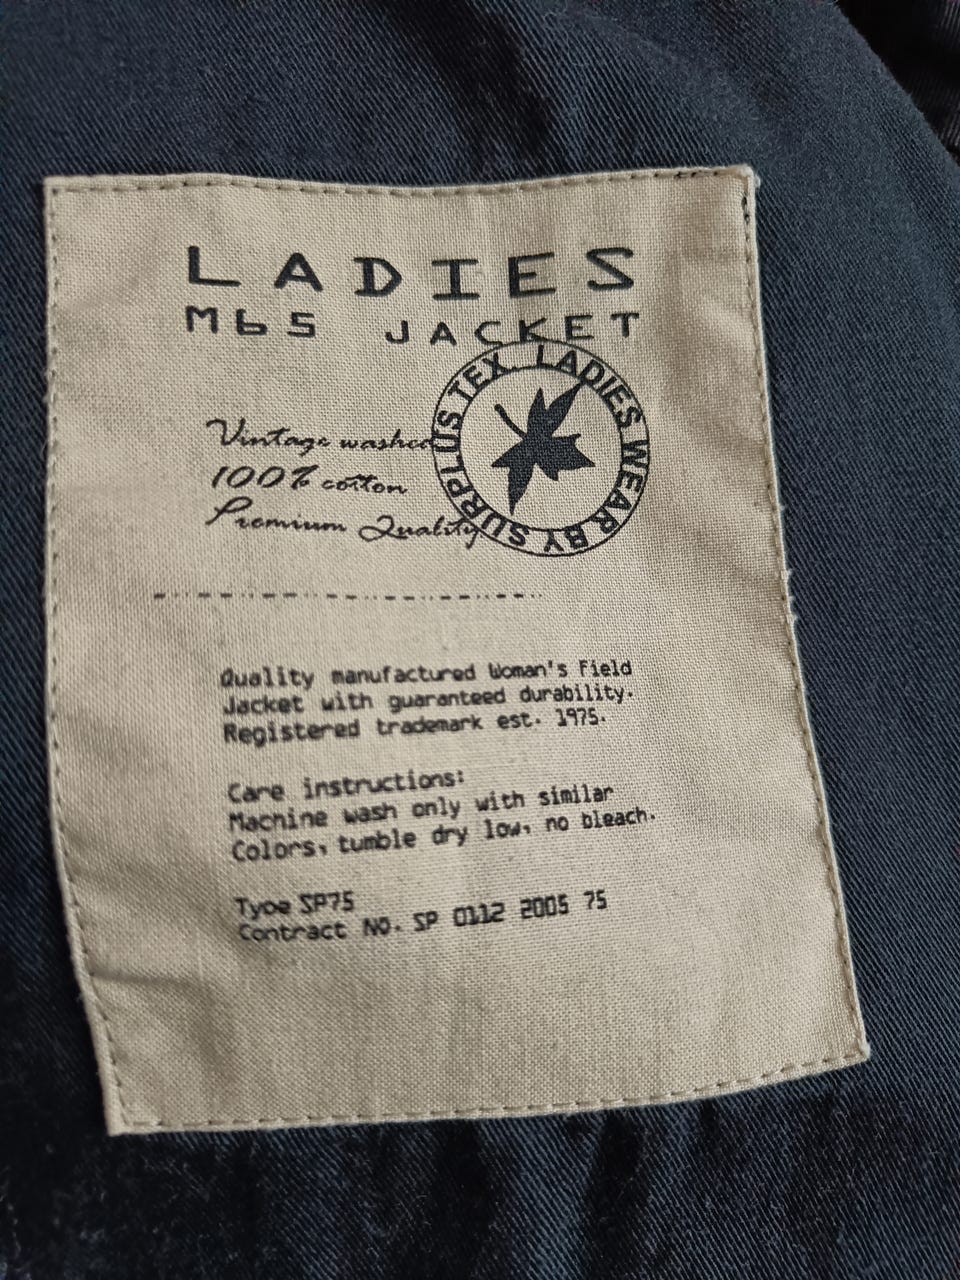 LADIES
M65 JACKET
SURPLUS TEX. LADIES WEAR BY
Vintage washed
100% cotton
Premium Quality
Quality manufactured Woman's Field
Jacket with guaranteed durability.
Registered trademark est. 1975.
Care instructions:
Machine wash only with similar
Colors, tumble dry low, no bleach.
Type SP75
Contract NO. SP 0112 2005 75